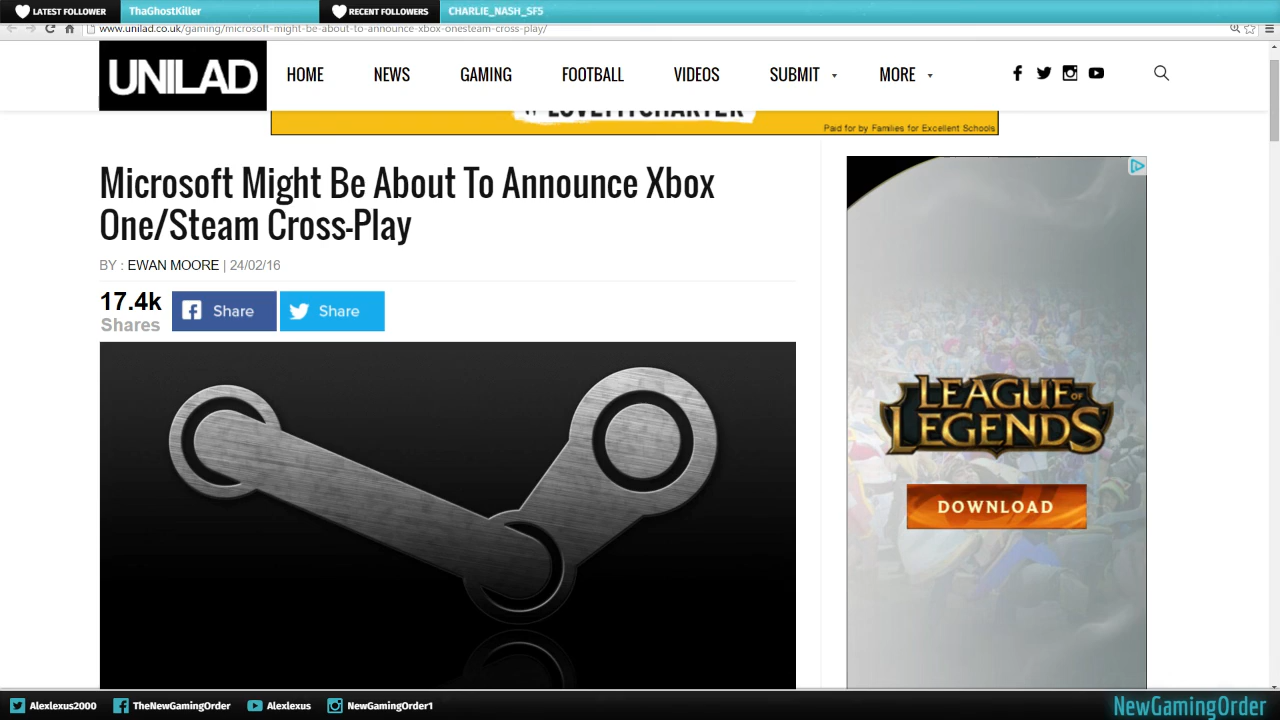 LATEST FOLLOWER
ThaGhostKiller
RECENT FOLLOWERS
CHARLIE_NASH_SF5
www.unilad.co.uk/gaming/microsoft-might-be-about-to-announce-xbox-onesteam-cross-play/
UNILAD
HOME
NEWS
GAMING
FOOTBALL
VIDEOS
SUBMIT
MORE
Paid for by Families for Excellent Schools
Microsoft Might Be About To Announce Xbox
One/Steam Cross-Play
BY : EWAN MOORE | 24/02/16
17.4k
Shares
Share
Share
LEAGUE OF
LEGENDS
DOWNLOAD
Alexlexus2000
TheNewGamingOrder
Alexlexus
NewGamingOrder1
NewGamingOrder